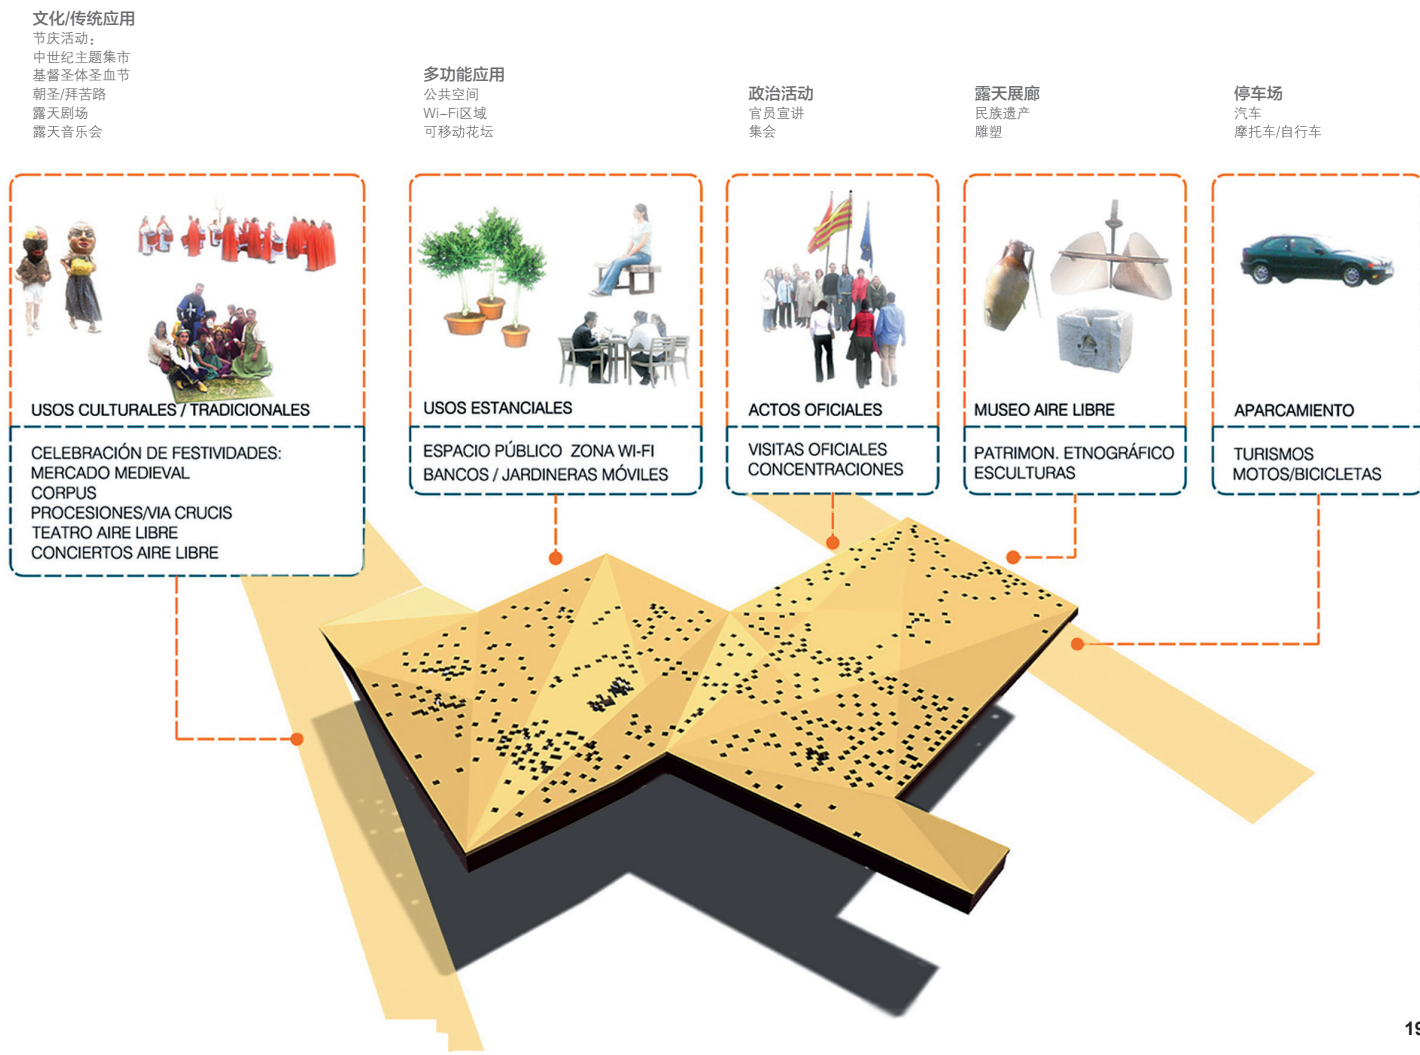 文化/传统应用
节庆活动：
中世纪主题集市
基督圣体圣血节
朝圣/拜苦路
露天剧场
露天音乐会
多功能应用
公共空间
Wi-Fi区域
可移动花坛
政治活动
官员宣讲
集会
露天展廊
民族遗产
雕塑
停车场
汽车
摩托车/自行车
USOS CULTURALES / TRADICIONALES
CELEBRACIÓN DE FESTIVIDADES:
MERCADO MEDIEVAL
CORPUS
PROCESIONES/VIA CRUCIS
TEATRO AIRE LIBRE
CONCIERTOS AIRE LIBRE
USOS ESTANCIALES
ESPACIO PÚBLICO ZONA WI-FI
BANCOS / JARDINERAS MÓVILES
ACTOS OFICIALES
VISITAS OFICIALES
CONCENTRACIONES
MUSEO AIRE LIBRE
PATRIMON. ETNOGRÁFICO
ESCULTURAS
APARCAMIENTO
TURISMOS
MOTOS/BICICLETAS